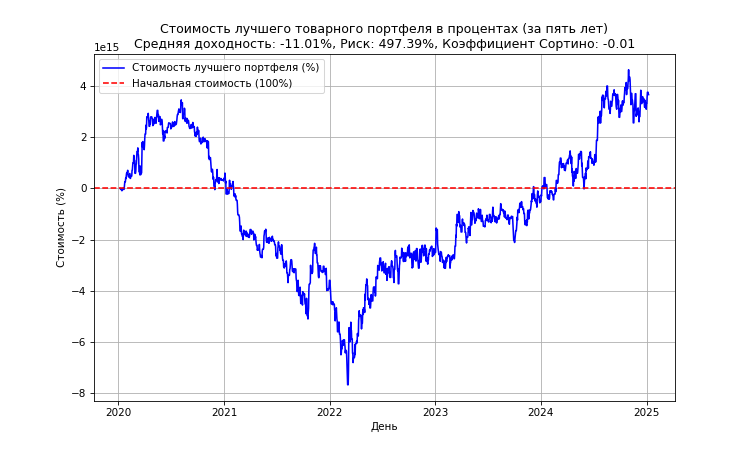 Стоимость лучшего товарного портфеля в процентах (за пять лет)
Средняя доходность: -11.01%, Риск: 497.39%, Коэффициент Сортино: -0.01
1e15
Стоимость лучшего портфеля (%)
Начальная стоимость (100%)
4
2
0
−2
−4
−6
−8
Стоимость (%)
2020 2021 2022 2023 2024 2025
День